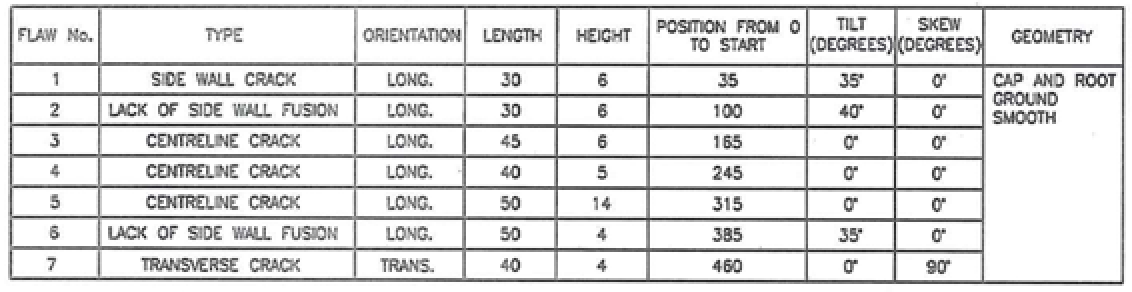 FLAW No. TYPE ORIENTATION LENGTH HEIGHT POSITION FROM 0 TO START TILT (DEGREES) SKEW (DEGREES) GEOMETRY
1 SIDE WALL CRACK LONG. 30 6 35 35° 0° CAP AND ROOT GROUND SMOOTH
2 LACK OF SIDE WALL FUSION LONG. 30 6 100 40° 0°
3 CENTRELINE CRACK LONG. 45 6 165 0° 0°
4 CENTRELINE CRACK LONG. 40 5 245 0° 0°
5 CENTRELINE CRACK LONG. 50 14 315 0° 0°
6 LACK OF SIDE WALL FUSION LONG. 50 4 385 35° 0°
7 TRANSVERSE CRACK TRANS. 40 4 460 0° 90°